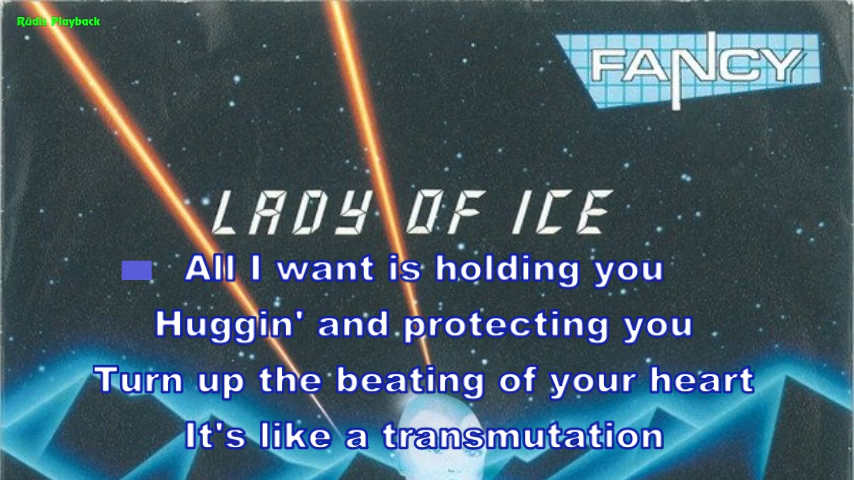 Rádio Playback
FANCY
LADY OF ICE
All I want is holding you
Huggin' and protecting you
Turn up the beating of your heart
It's like a transmutation